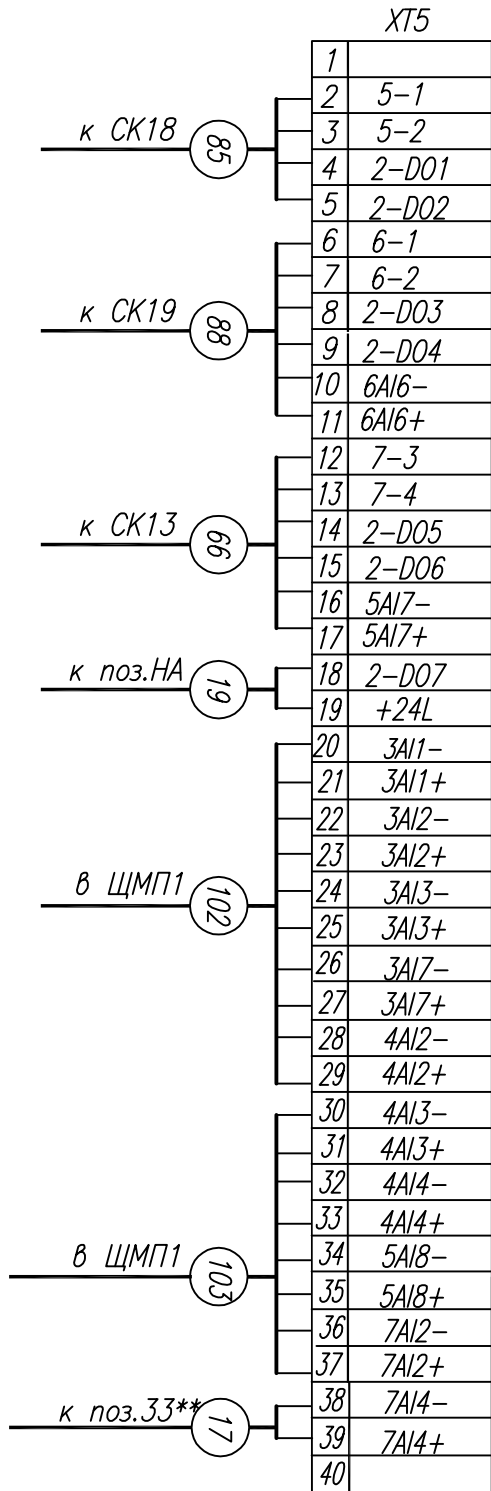 XT5
1
2 5-1
3 5-2
4 2-DO1
5 2-DO2
к СК18 85
6 6-1
7 6-2
8 2-DO3
9 2-DO4
10 6AI6-
11 6AI6+
к СК19 88
12 7-3
13 7-4
14 2-DO5
15 2-DO6
16 5AI7-
17 5AI7+
к СК13 66
18 2-DO7
19 +24L
к поз.НА 19
20 3AI1-
21 3AI1+
22 3AI2-
23 3AI2+
24 3AI3-
25 3AI3+
26 3AI7-
27 3AI7+
28 4AI2-
29 4AI2+
в ЩМП1 102
30 4AI3-
31 4AI3+
32 4AI4-
33 4AI4+
34 5AI8-
35 5AI8+
36 7AI2-
37 7AI2+
в ЩМП1 103
38 7AI4-
39 7AI4+
к поз.33** 17
40